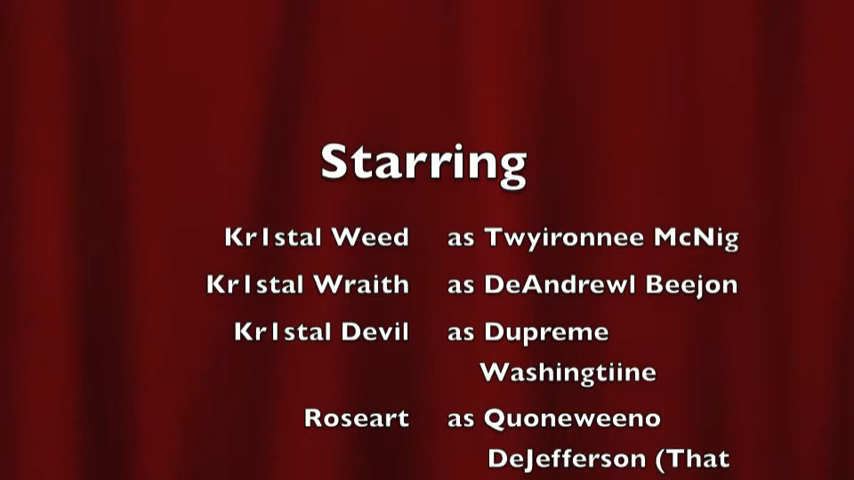 Starring
Kr1stal Weed as Twyironnee McNig
Kr1stal Wraith as DeAndrewl Beejon
Kr1stal Devil as Dupreme
Washingtiine
Roseart as Quoneweeno
DeJefferson (That